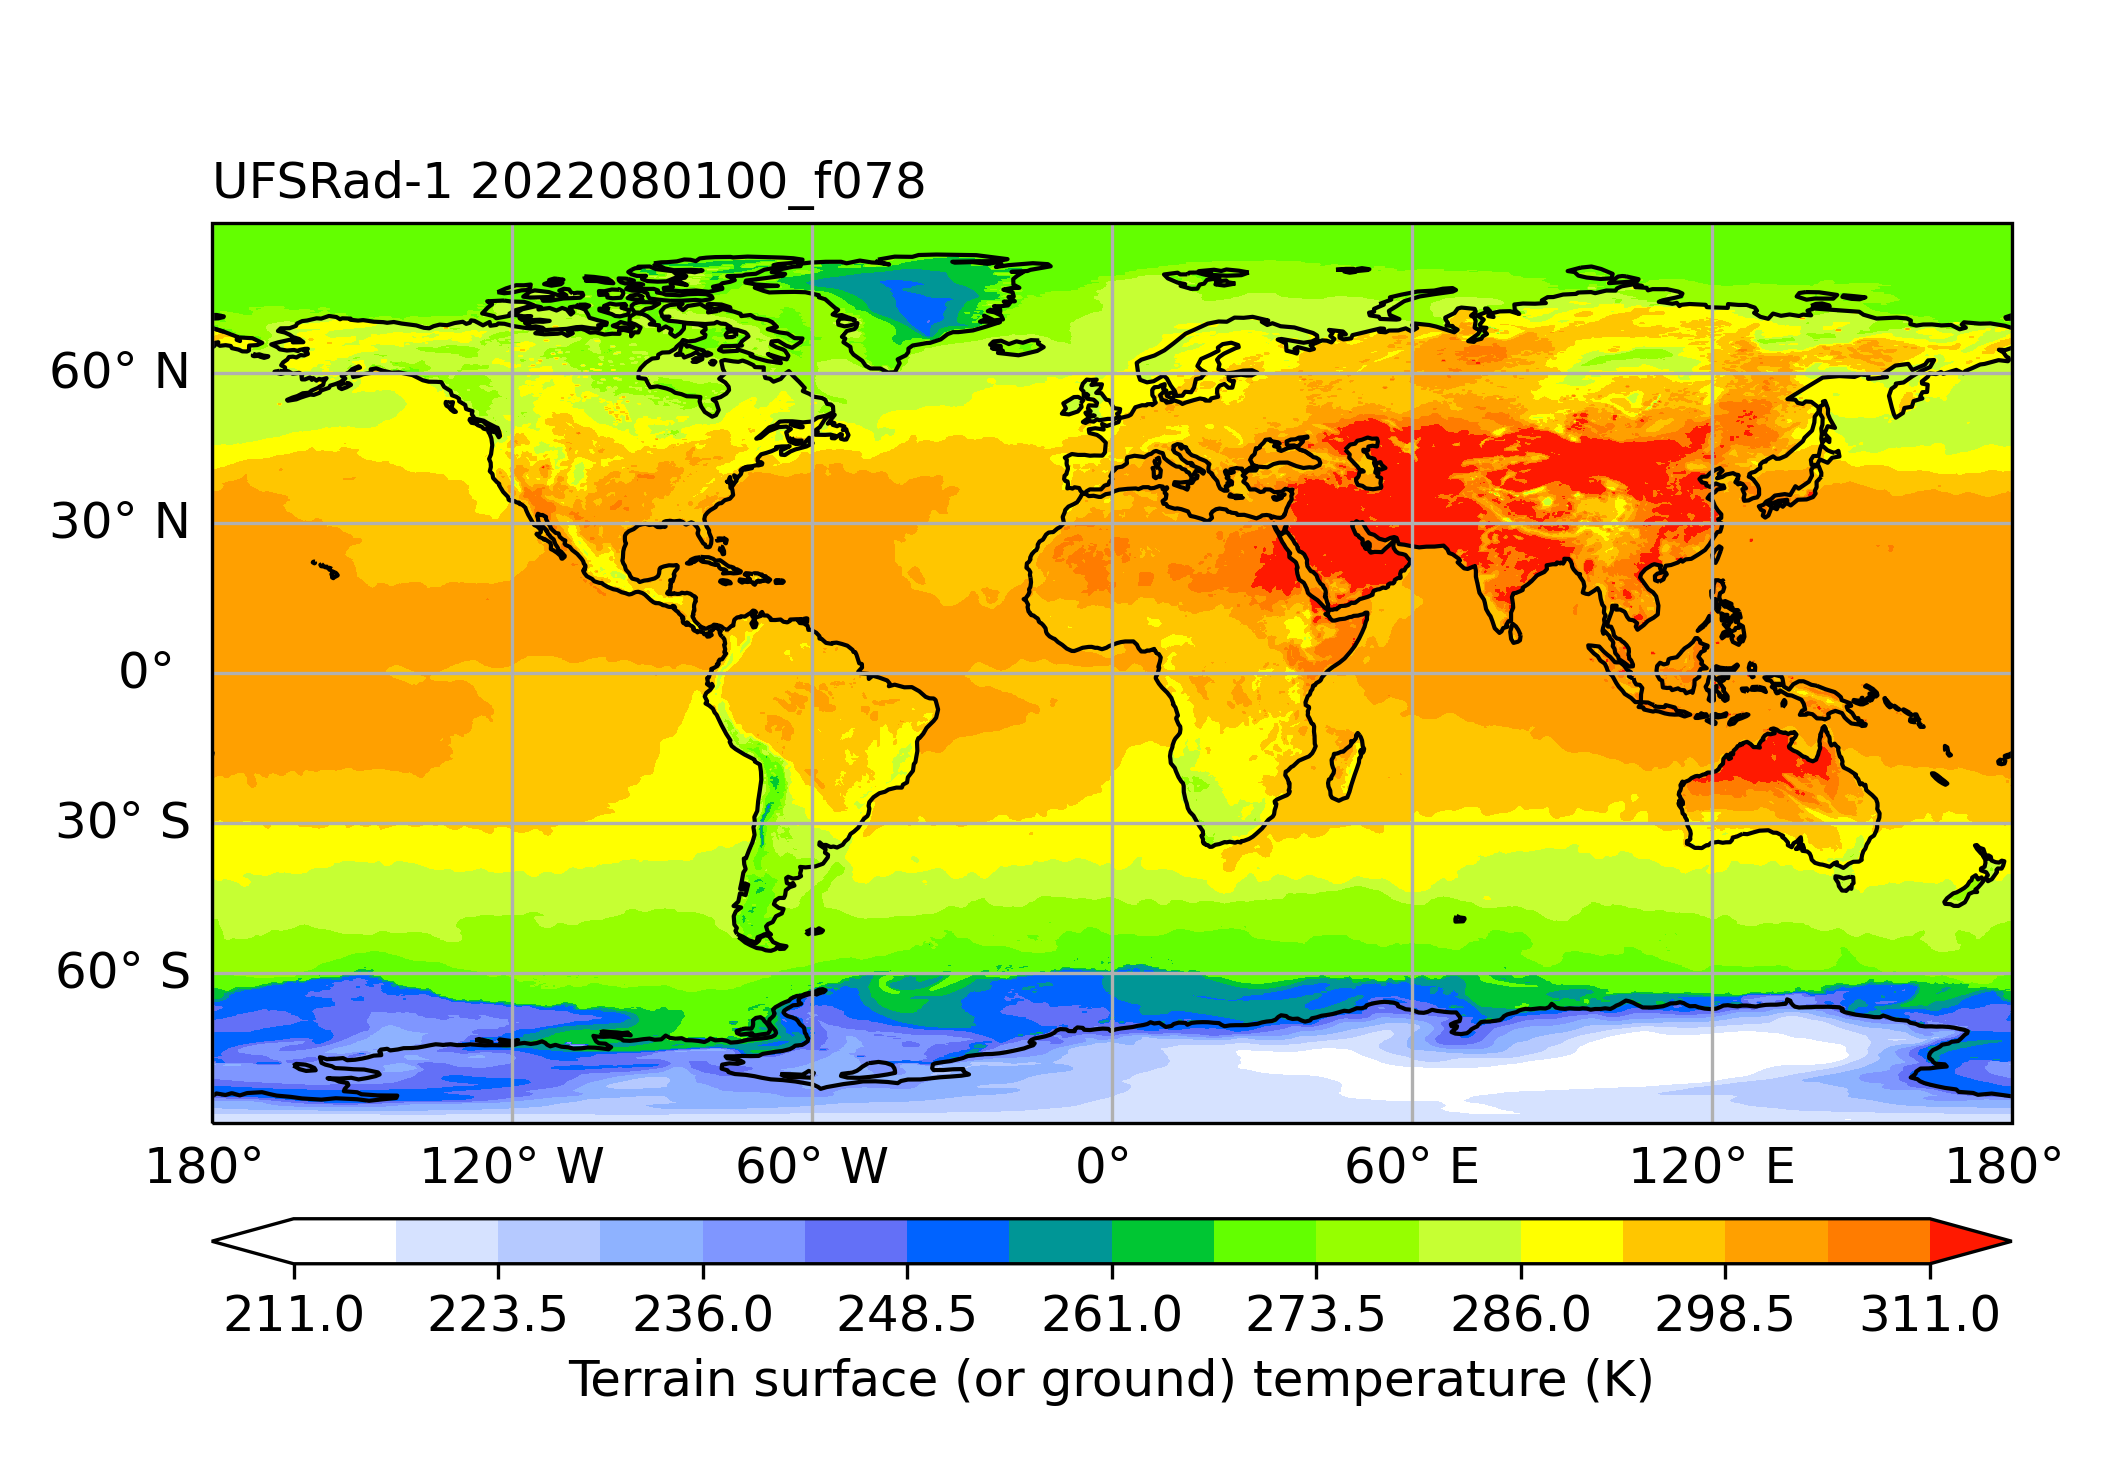 UFSRad-1 2022080100_f078
60° N
30° N
0°
30° S
60° S
180° 120° W 60° W 0° 60° E 120° E 180°
211.0 223.5 236.0 248.5 261.0 273.5 286.0 298.5 311.0
Terrain surface (or ground) temperature (K)